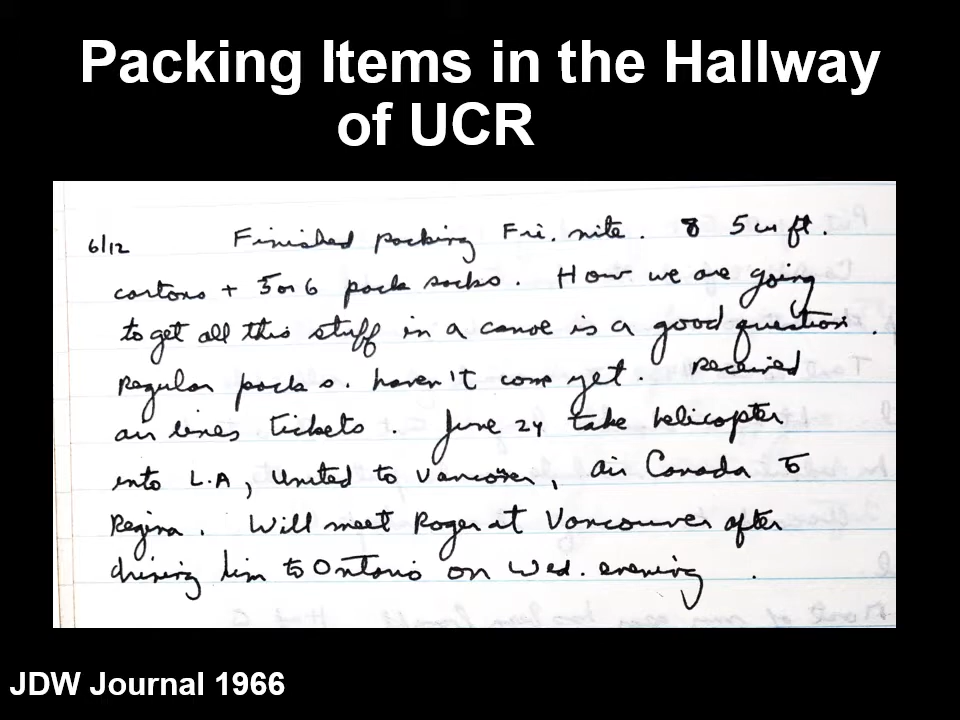 Packing Items in the Hallway
of UCR
6/12 Finished packing Fri. nite. 8 5 cu ft.
cartons + 5 or 6 pack sacks. How we are going
to get all this stuff in a canoe is a good question.
Regular packs. haven't come yet. received
air lines tickets. June 24 take helicopter
into L.A, United to Vancouver, air Canada to
Regina. Will meet Roger at Vancouver after
driving him to Ontario on Wed. evening.
JDW Journal 1966